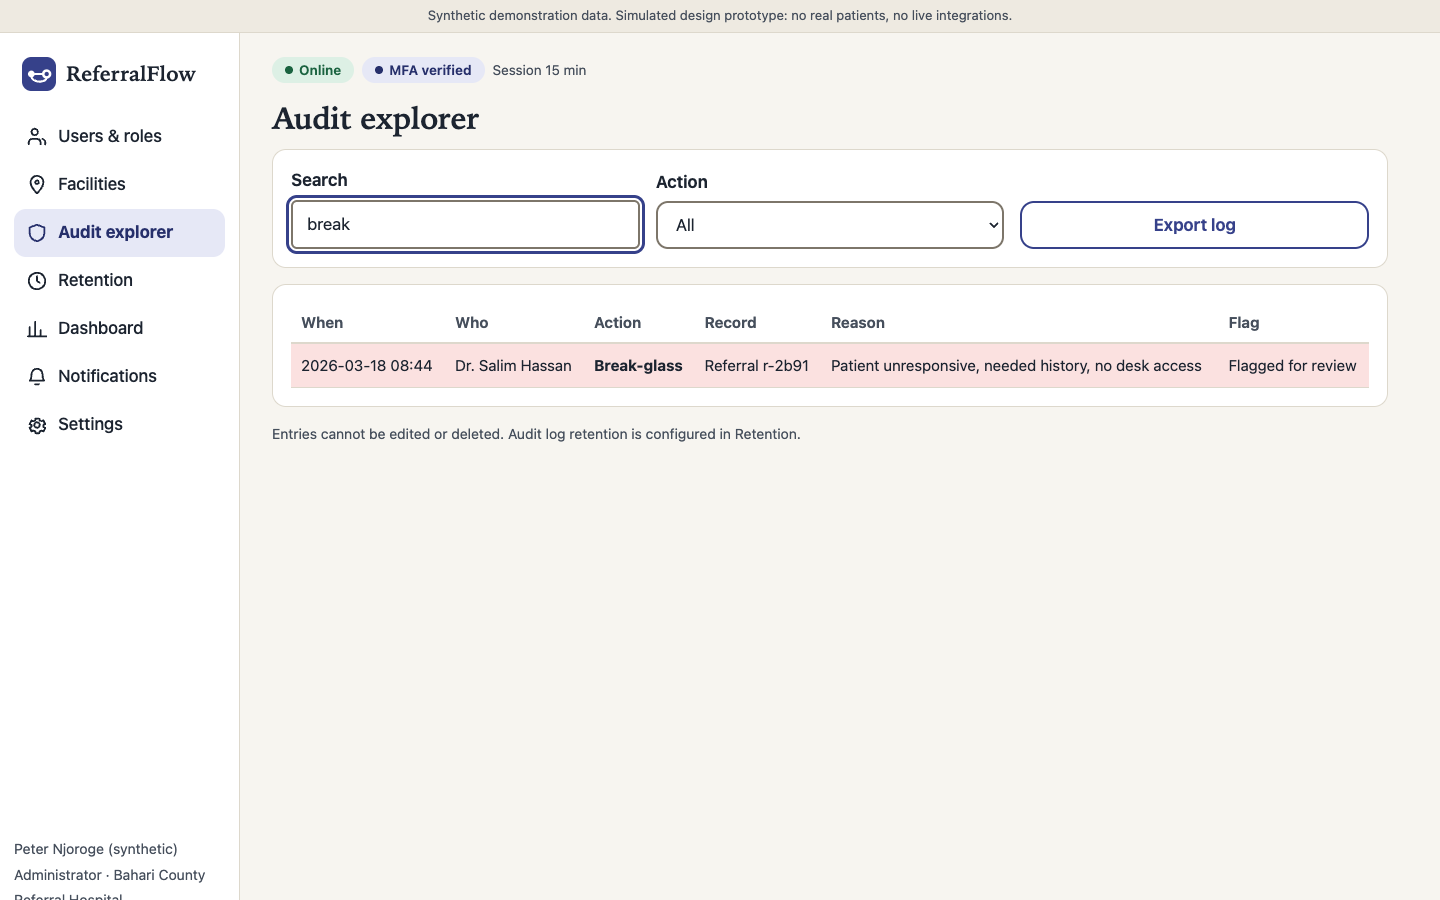 Synthetic demonstration data. Simulated design prototype: no real patients, no live integrations.
ReferralFlow
Users & roles
Facilities
Audit explorer
Retention
Dashboard
Notifications
Settings
Peter Njoroge (synthetic)
Administrator · Bahari County
Referral Hospital
Online MFA verified Session 15 min
Audit explorer
Search Action
break All Export log
When Who Action Record Reason Flag
2026-03-18 08:44 Dr. Salim Hassan Break-glass Referral r-2b91 Patient unresponsive, needed history, no desk access Flagged for review
Entries cannot be edited or deleted. Audit log retention is configured in Retention.